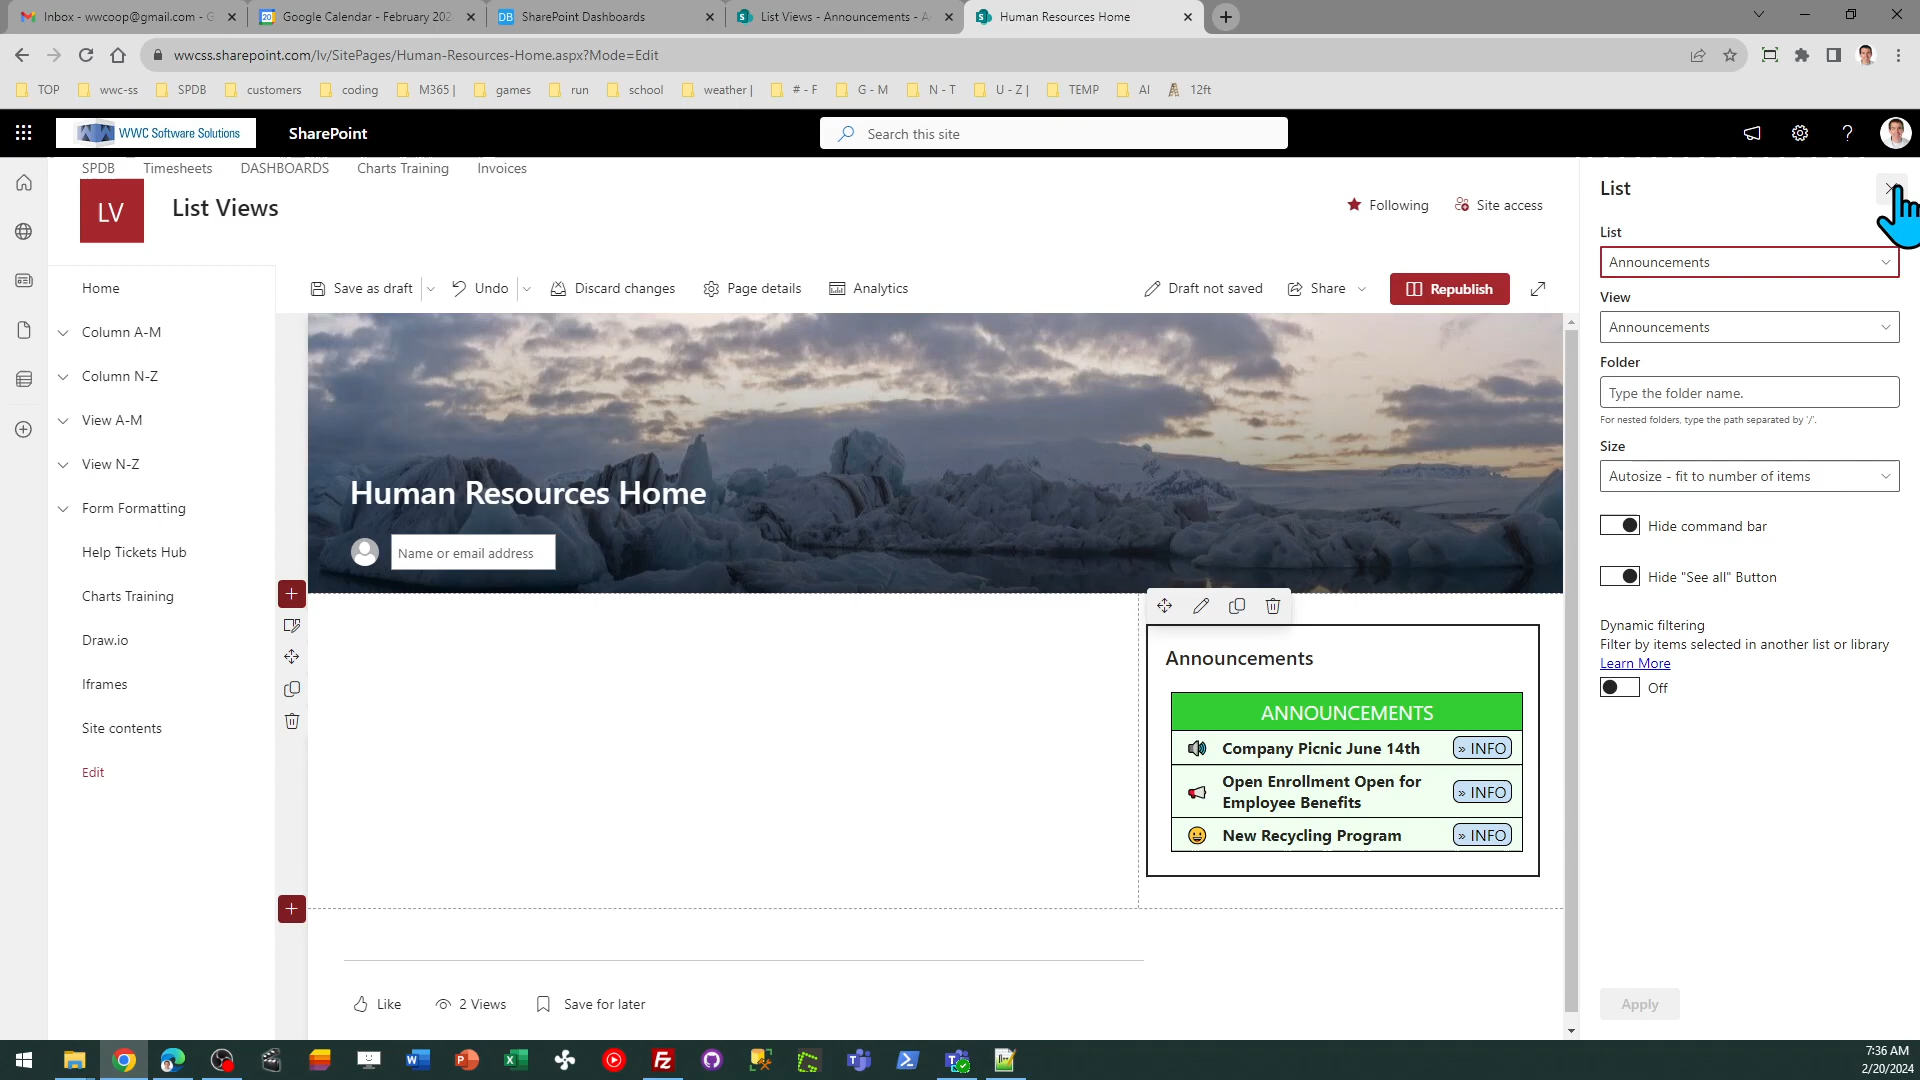 Inbox - wwcoop@gmail.com - G
Google Calendar - February 202
SharePoint Dashboards
List Views - Announcements - A
Human Resources Home
wwcss.sharepoint.com/lv/SitePages/Human-Resources-Home.aspx?Mode=Edit
TOP wwc-ss SPDB customers coding M365 | games run school weather | # - F G - M N - T U - Z | TEMP AI 12ft
WWC Software Solutions SharePoint Search this site
SPDB Timesheets DASHBOARDS Charts Training Invoices
LV List Views
Following Site access
Home
Column A-M
Column N-Z
View A-M
View N-Z
Form Formatting
Help Tickets Hub
Charts Training
Draw.io
Iframes
Site contents
Edit
Save as draft Undo Discard changes Page details Analytics Draft not saved Share Republish
Human Resources Home
Name or email address
Announcements
ANNOUNCEMENTS
Company Picnic June 14th » INFO
Open Enrollment Open for
Employee Benefits » INFO
New Recycling Program » INFO
Like 2 Views Save for later
List
List
Announcements
View
Announcements
Folder
Type the folder name.
For nested folders, type the path separated by '/'.
Size
Autosize - fit to number of items
Hide command bar
Hide "See all" Button
Dynamic filtering
Filter by items selected in another list or library
Learn More
Off
Apply
7:36 AM
2/20/2024